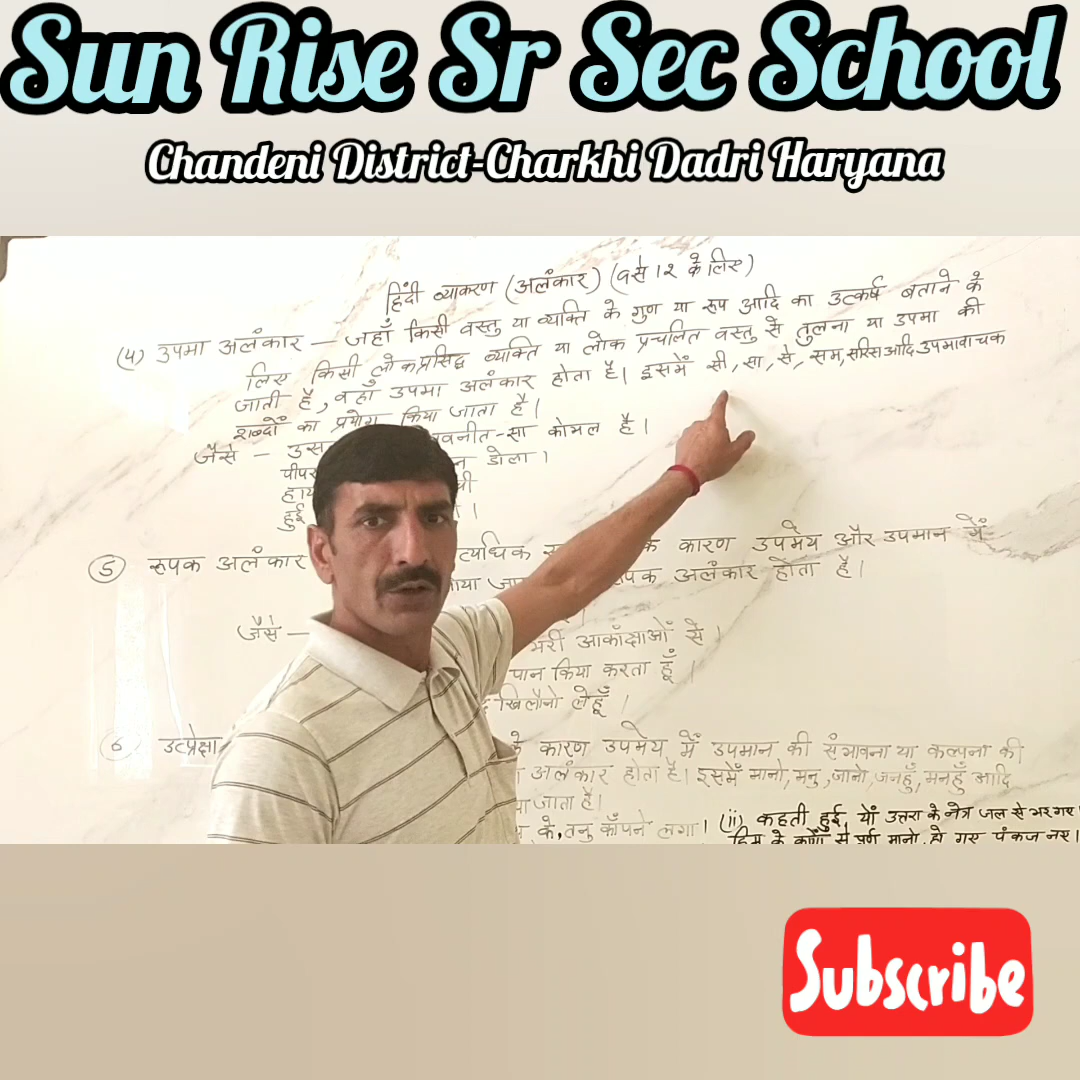 Sun Rise Sr Sec School
Chandeni District-Charkhi Dadri Haryana
हिंदी व्याकरण (अलंकार) (9 से 12 के लिए)
(4) उपमा अलंकार — जहाँ किसी वस्तु या व्यक्ति के गुण या रूप आदि का उत्कर्ष बताने के
लिए किसी लोकप्रसिद्ध व्यक्ति या लोक प्रचलित वस्तु से तुलना या उपमा की
जाती है, वहाँ उपमा अलंकार होता है। इसमें सी, सा, से, सम, सरिस आदि उपमावाचक
शब्दों का प्रयोग किया जाता है।
जैसे — नवनीत-सा कोमल है।
डोला।
हुई
5 रूपक अलंकार के कारण उपमेय और उपमान में
रूपक अलंकार होता है।
जैसे — आकाँक्षाओं से।
पान किया करता हूँ।
खिलौनो लेहूँ।
6 उत्प्रेक्षा के कारण उपमेय में उपमान की संभावना या कल्पना की
अलंकार होता है। इसमें मानो, मनु, जानो, जनहुँ, मनहुँ आदि
जाता है।
के, तनु काँपने लगा। (ii) कहती हुई, यों उत्तरा के नेत्र जल से भर गए।
हिम के कणों से पूर्ण मानो, हो गए पंकज नए।
Subscribe